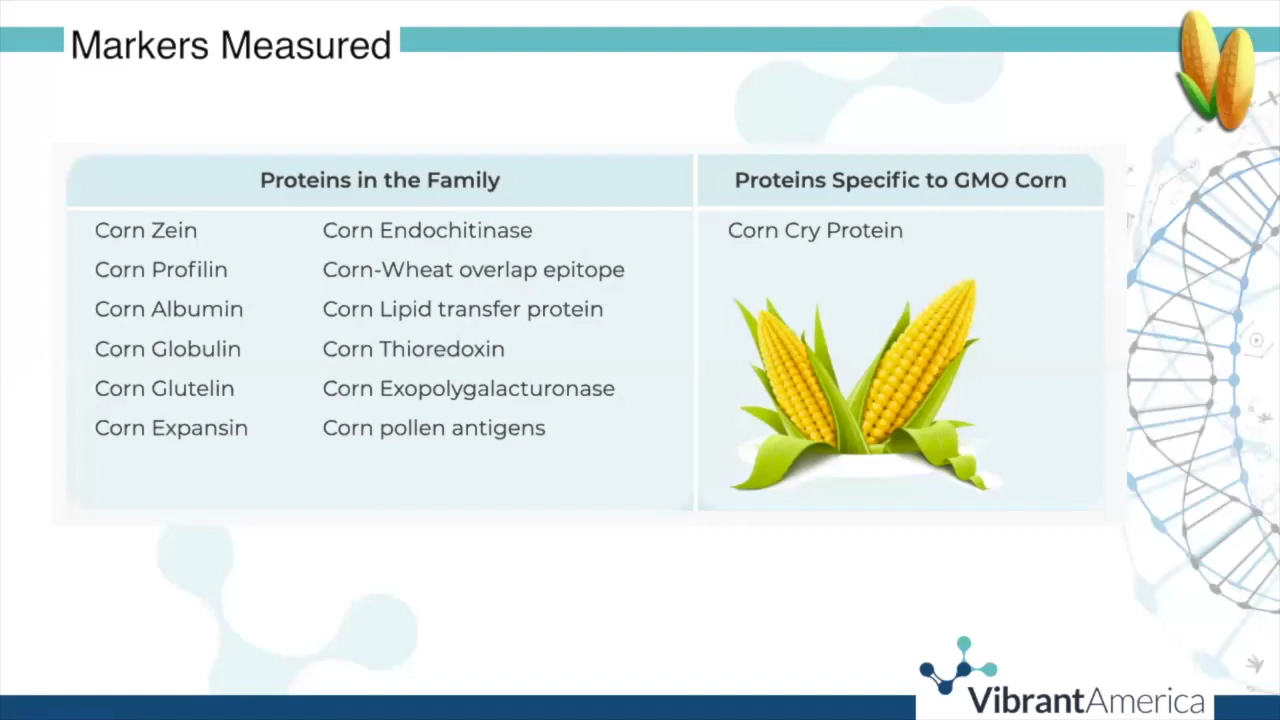 Markers Measured
Proteins in the Family
Proteins Specific to GMO Corn
Corn Zein
Corn Endochitinase
Corn Cry Protein
Corn Profilin
Corn-Wheat overlap epitope
Corn Albumin
Corn Lipid transfer protein
Corn Globulin
Corn Thioredoxin
Corn Glutelin
Corn Exopolygalacturonase
Corn Expansin
Corn pollen antigens
VibrantAmerica